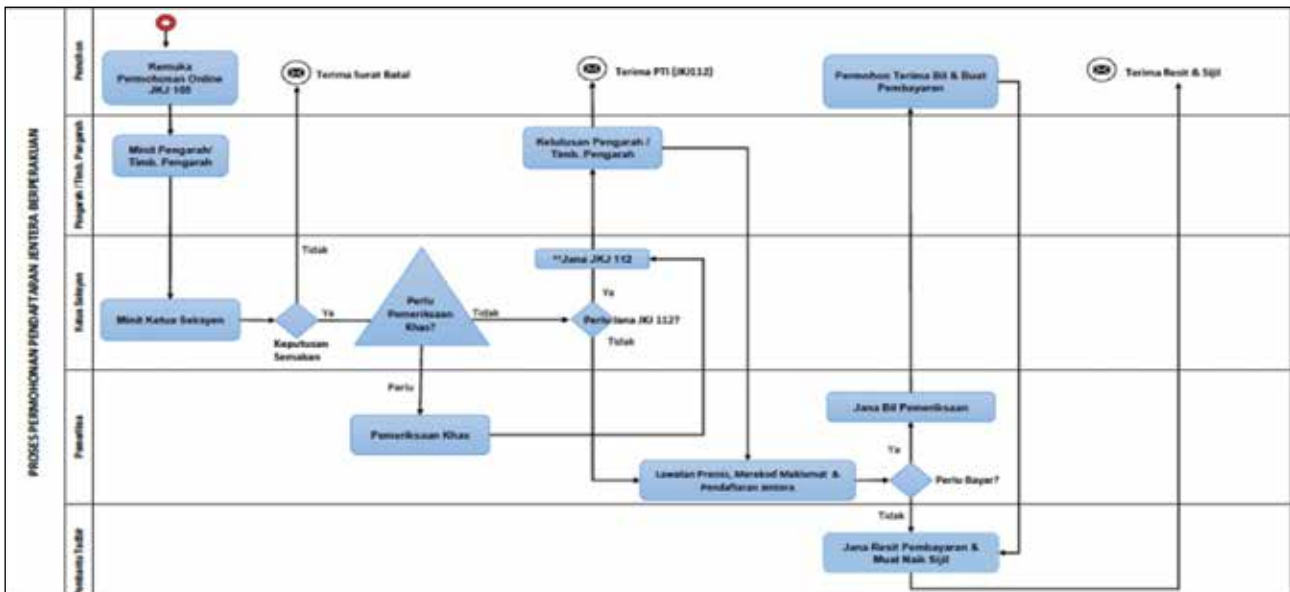 PROSES PERMOHONAN PENDAFTARAN JENTERA BERPERAKUAN
Pemohon
Kemuka
Permohonan Online
JKJ 105
Terima Surat Batal
Terima PTI (JKJ112)
Permohon Terima Bil & Buat
Pembayaran
Terima Resit & Sijil
Pengarah / Timb. Pengarah
Minit Pengarah/
Timb. Pengarah
Kelulusan Pengarah /
Timb. Pengarah
Ketua Seksyen
Minit Ketua Seksyen
Tidak
Keputusan
Semakan
Ya
Perlu
Pemeriksaan
Khas?
Tidak
**Jana JKJ 112
Ya
Perlu Jana JKJ 112?
Tidak
Pemeriksa
Perlu
Pemeriksaan Khas
Lawatan Premis, Merekod Maklumat &
Pendaftaran Jentera
Jana Bil Pemeriksaan
Ya
Perlu Bayar?
Pembantu Tadbir
Tidak
Jana Resit Pembayaran &
Muat Naik Sijil